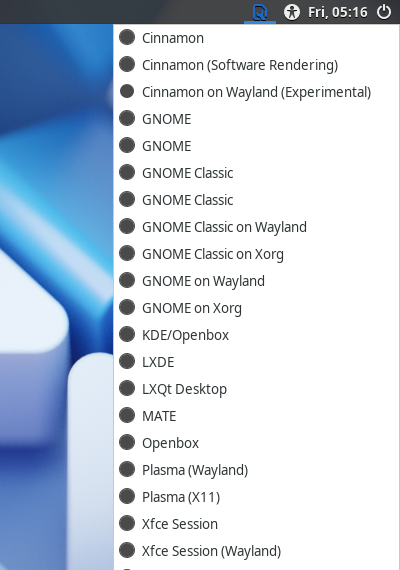 Fri, 05:16
Cinnamon
Cinnamon (Software Rendering)
Cinnamon on Wayland (Experimental)
GNOME
GNOME
GNOME Classic
GNOME Classic
GNOME Classic on Wayland
GNOME Classic on Xorg
GNOME on Wayland
GNOME on Xorg
KDE/Openbox
LXDE
LXQt Desktop
MATE
Openbox
Plasma (Wayland)
Plasma (X11)
Xfce Session
Xfce Session (Wayland)